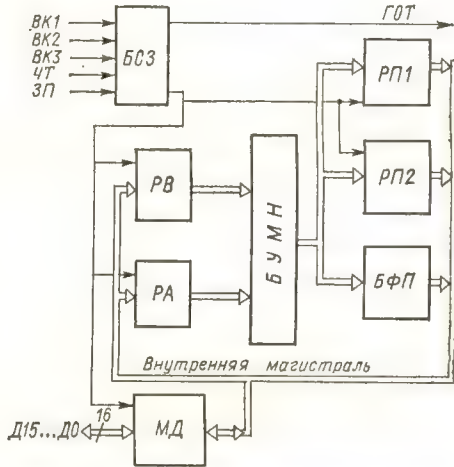 ВК1
ВК2
ВК3
ЧТ
ЗП
БСЗ
ГОТ
РП1
РВ
БУМН
РП2
РА
БФП
Внутренняя магистраль
16
Д15...Д0
МД